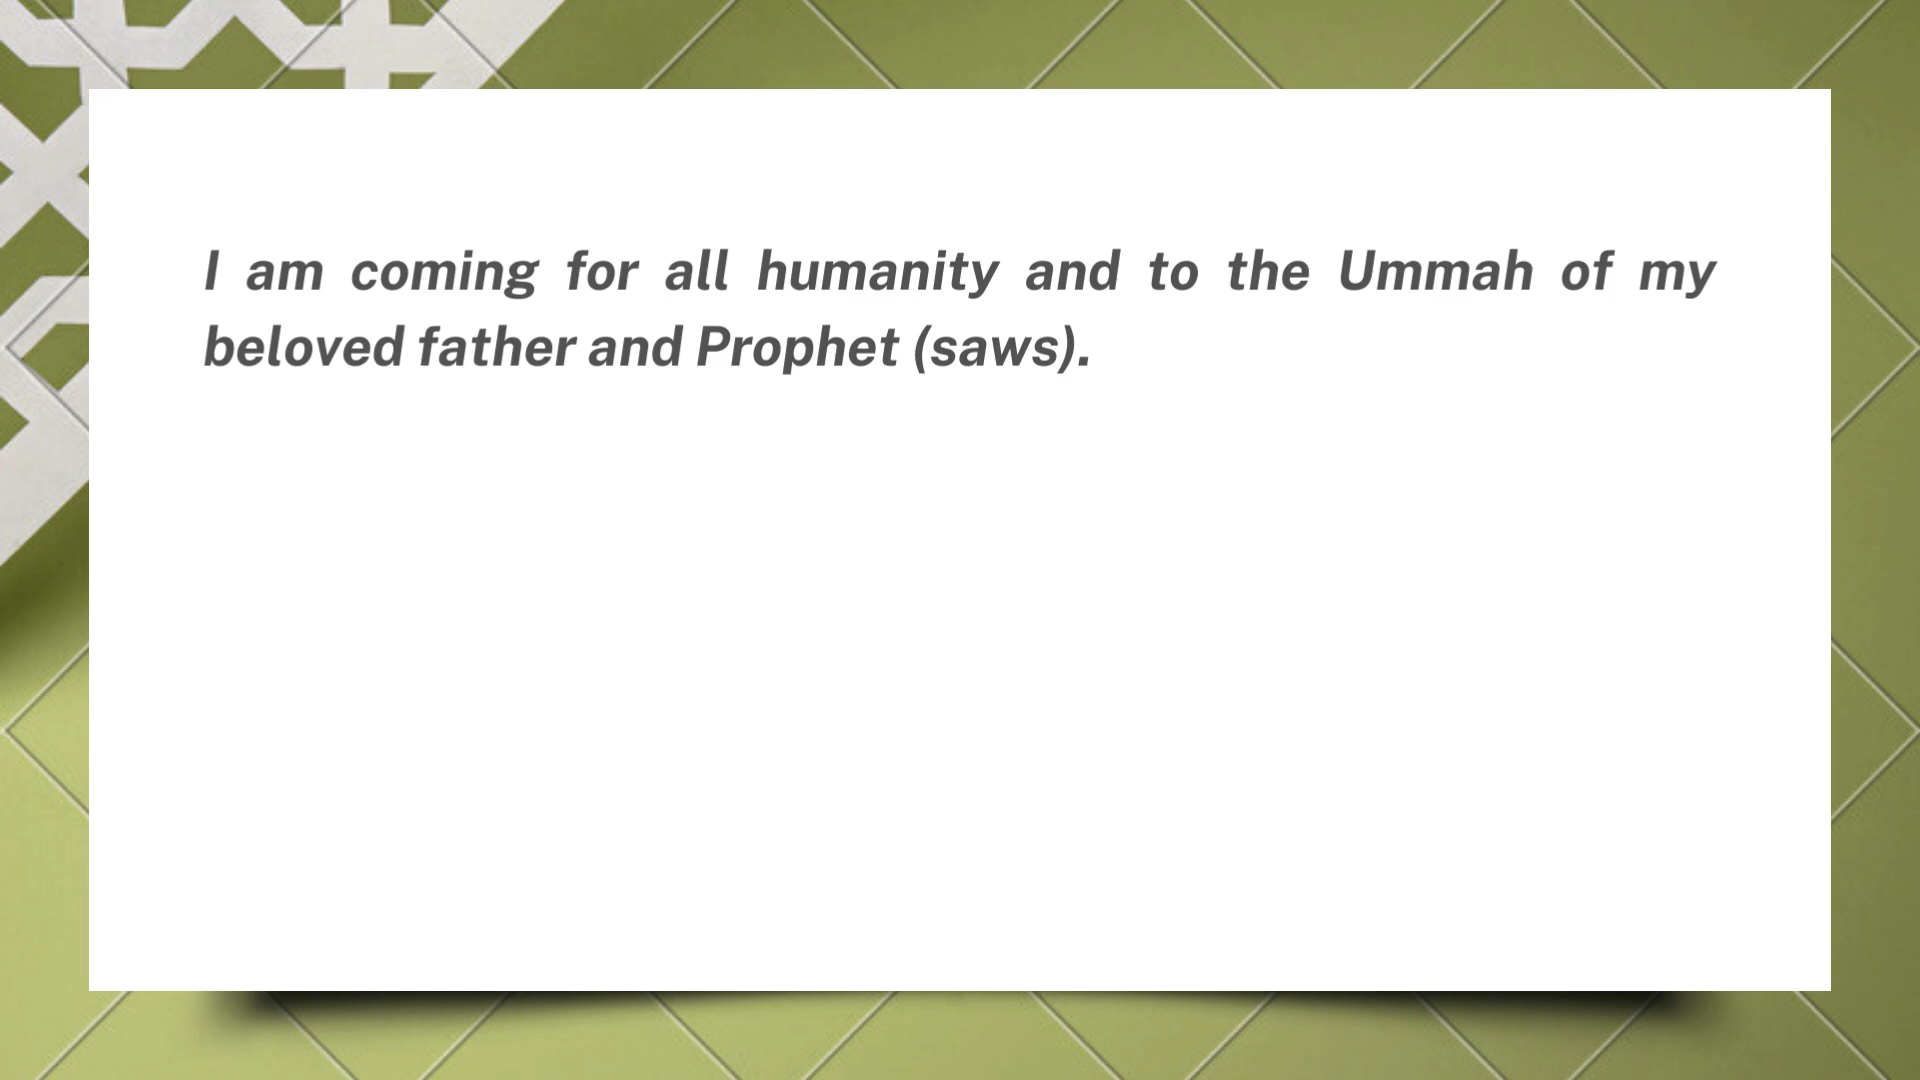 I am coming for all humanity and to the Ummah of my
beloved father and Prophet (saws).